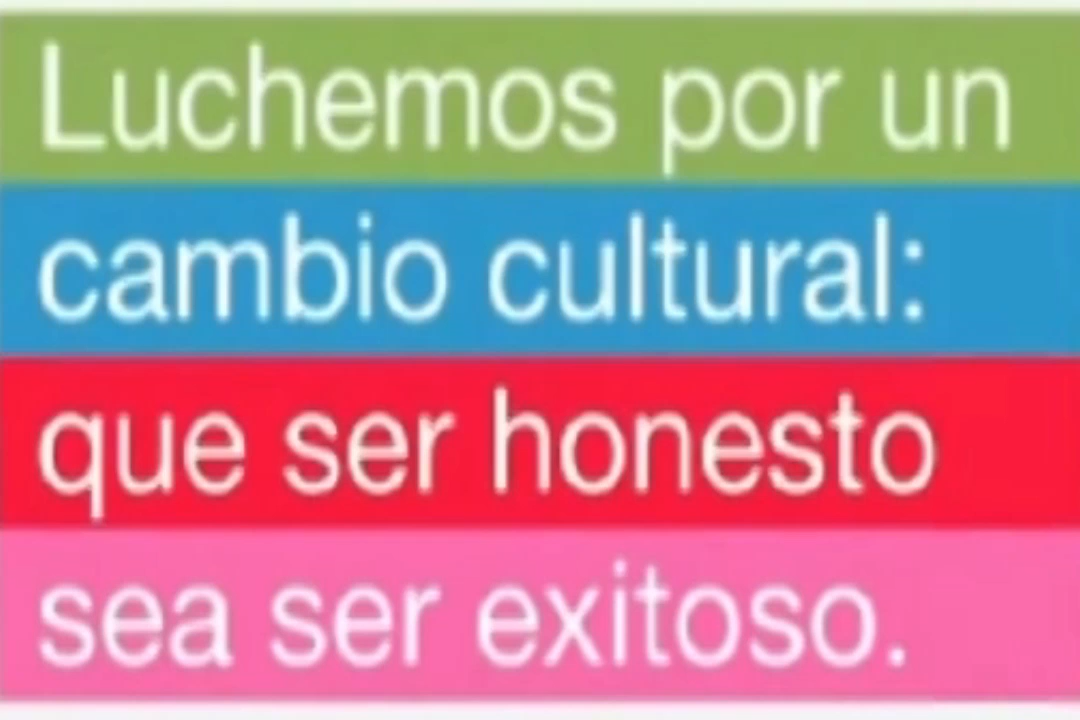 Luchemos por un
cambio cultural:
que ser honesto
sea ser exitoso.